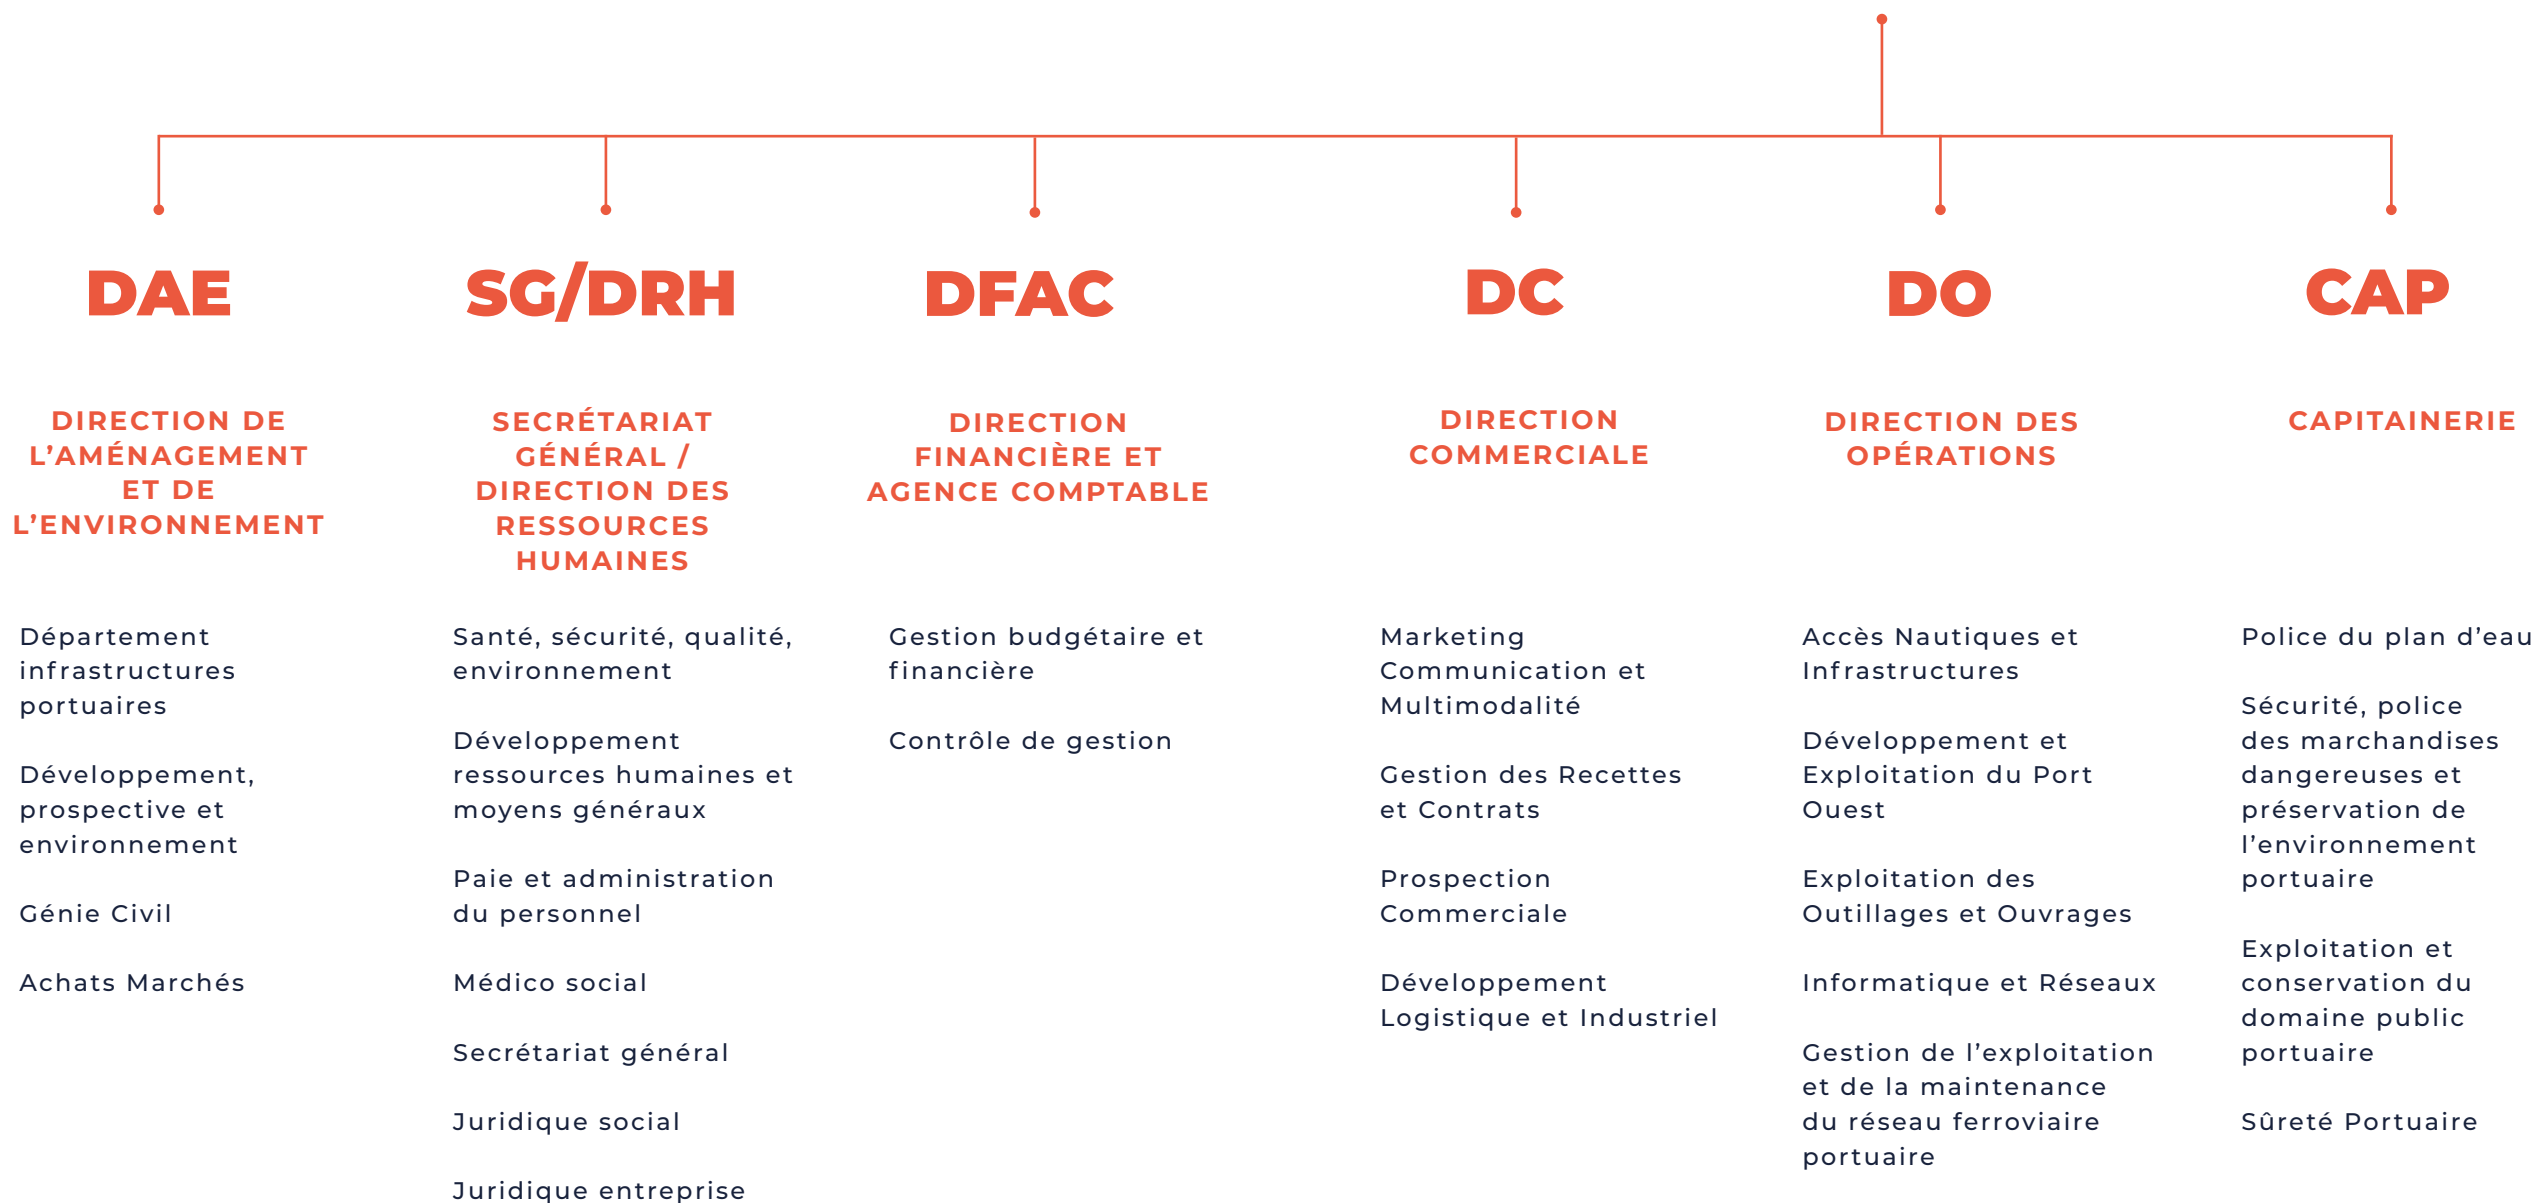 DAE
DIRECTION DE
L’AMÉNAGEMENT
ET DE
L’ENVIRONNEMENT
Département
infrastructures
portuaires
Développement,
prospective et
environnement
Génie Civil
Achats Marchés
SG/DRH
SECRÉTARIAT
GÉNÉRAL /
DIRECTION DES
RESSOURCES
HUMAINES
Santé, sécurité, qualité,
environnement
Développement
ressources humaines et
moyens généraux
Paie et administration
du personnel
Médico social
Secrétariat général
Juridique social
Juridique entreprise
DFAC
DIRECTION
FINANCIÈRE ET
AGENCE COMPTABLE
Gestion budgétaire et
financière
Contrôle de gestion
DC
DIRECTION
COMMERCIALE
Marketing
Communication et
Multimodalité
Gestion des Recettes
et Contrats
Prospection
Commerciale
Développement
Logistique et Industriel
DO
DIRECTION DES
OPÉRATIONS
Accès Nautiques et
Infrastructures
Développement et
Exploitation du Port
Ouest
Exploitation des
Outillages et Ouvrages
Informatique et Réseaux
Gestion de l’exploitation
et de la maintenance
du réseau ferroviaire
portuaire
CAP
CAPITAINERIE
Police du plan d’eau
Sécurité, police
des marchandises
dangereuses et
préservation de
l’environnement
portuaire
Exploitation et
conservation du
domaine public
portuaire
Sûreté Portuaire